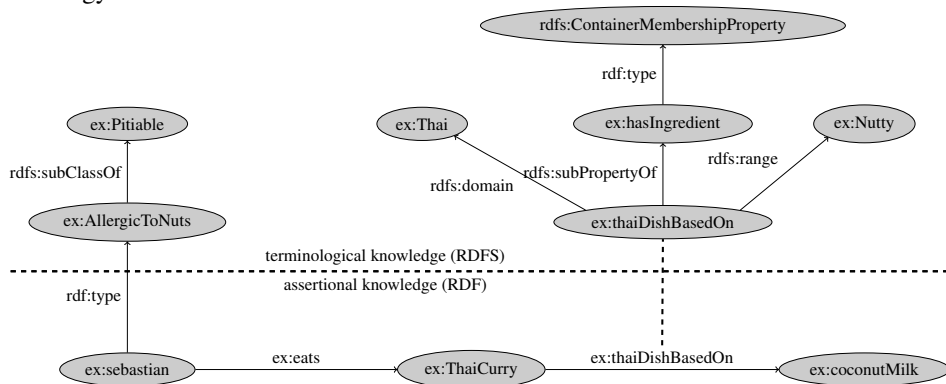 rdfs:ContainerMembershipProperty
rdf:type
ex:Pitiable
ex:Thai
ex:hasIngredient
ex:Nutty
rdfs:subClassOf
rdfs:domain
rdfs:subPropertyOf
rdfs:range
ex:AllergicToNuts
ex:thaiDishBasedOn
terminological knowledge (RDFS)
assertional knowledge (RDF)
rdf:type
ex:sebastian
ex:eats
ex:ThaiCurry
ex:thaiDishBasedOn
ex:coconutMilk